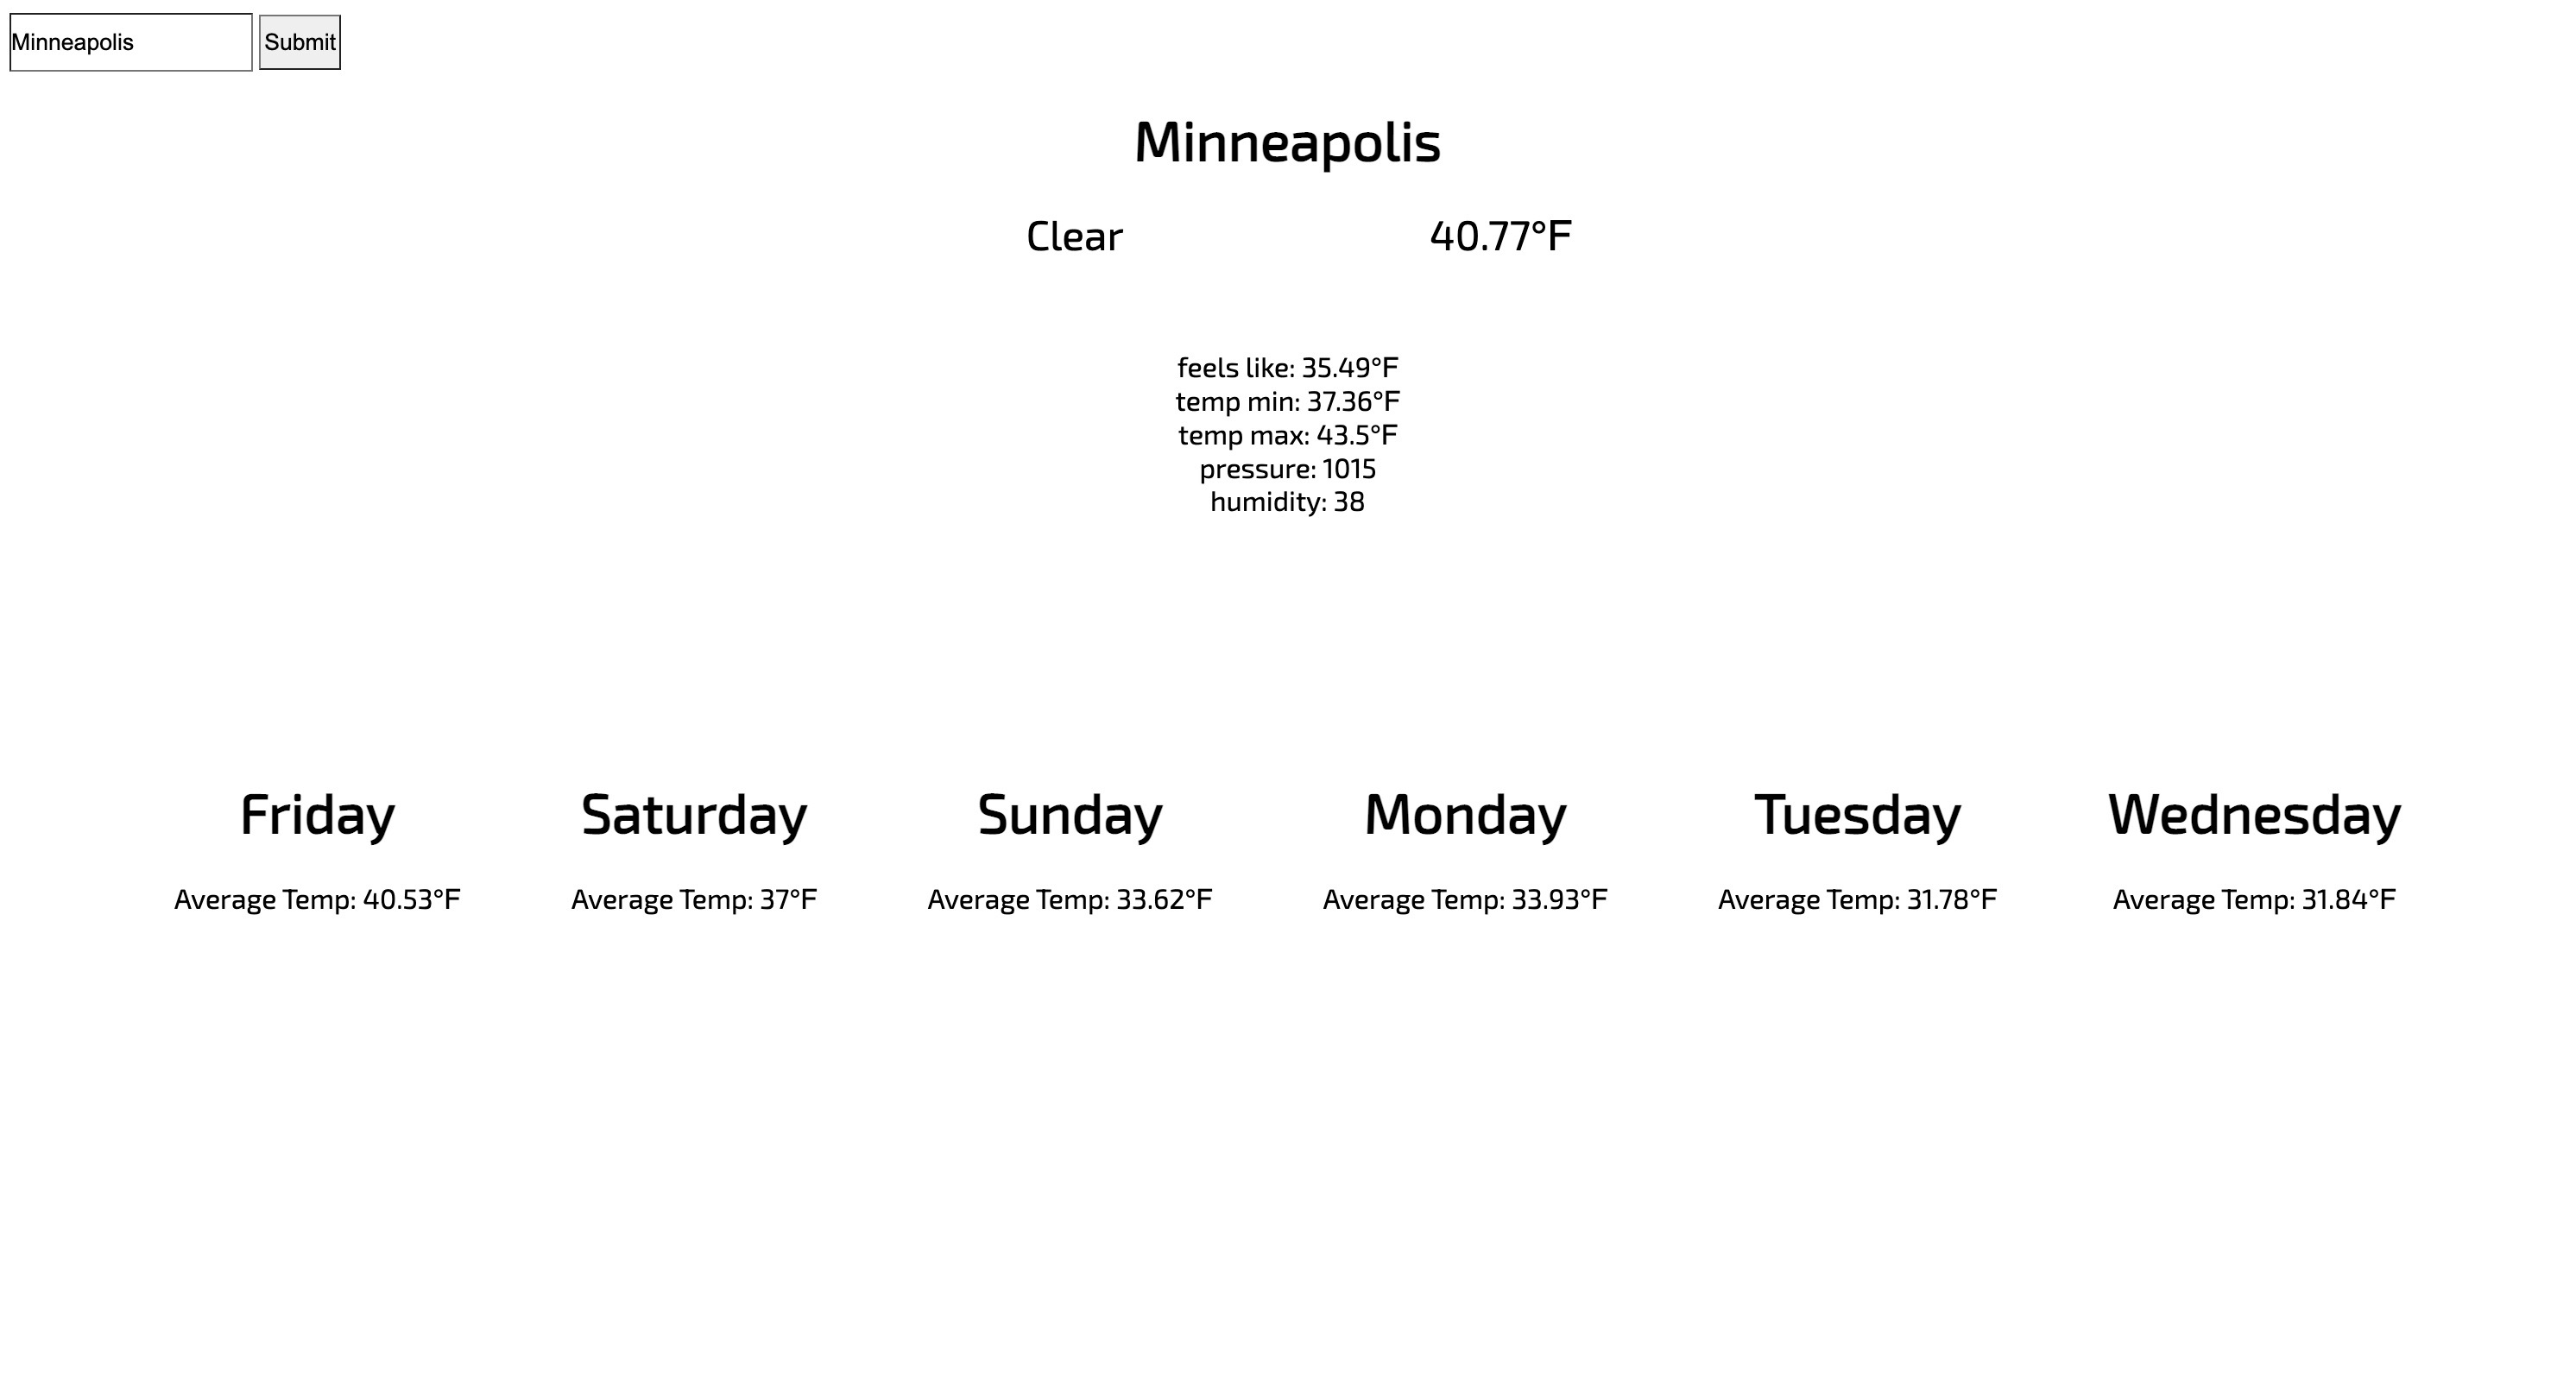 Minneapolis Submit
Minneapolis
Clear 40.77°F
feels like: 35.49°F
temp min: 37.36°F
temp max: 43.5°F
pressure: 1015
humidity: 38
Friday Saturday Sunday Monday Tuesday Wednesday
Average Temp: 40.53°F Average Temp: 37°F Average Temp: 33.62°F Average Temp: 33.93°F Average Temp: 31.78°F Average Temp: 31.84°F